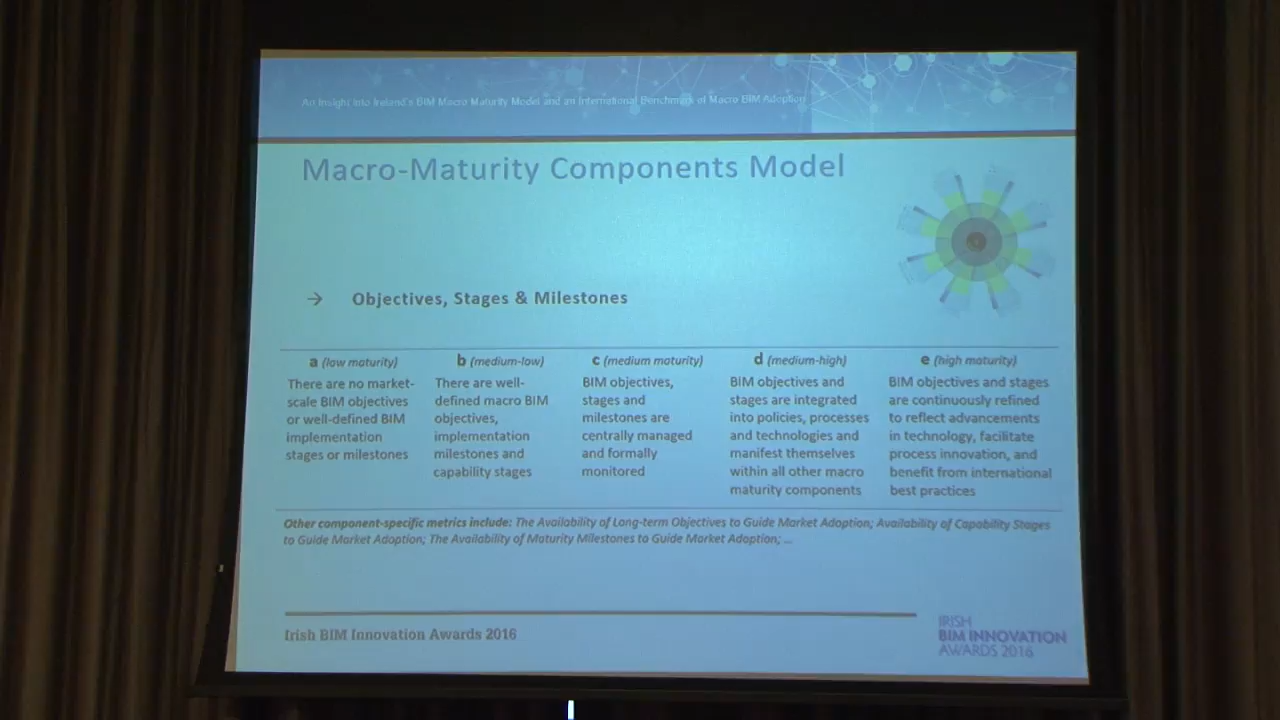 An Insight into Ireland's BIM Macro Maturity Model and an International Benchmark of Macro BIM Adoption
Macro-Maturity Components Model
→ Objectives, Stages & Milestones
a (low maturity)
There are no market-
scale BIM objectives
or well-defined BIM
implementation
stages or milestones
b (medium-low)
There are well-
defined macro BIM
objectives,
implementation
milestones and
capability stages
c (medium maturity)
BIM objectives,
stages and
milestones are
centrally managed
and formally
monitored
d (medium-high)
BIM objectives and
stages are integrated
into policies, processes
and technologies and
manifest themselves
within all other macro
maturity components
e (high maturity)
BIM objectives and stages
are continuously refined
to reflect advancements
in technology, facilitate
process innovation, and
benefit from international
best practices
Other component-specific metrics include: The Availability of Long-term Objectives to Guide Market Adoption; Availability of Capability Stages
to Guide Market Adoption; The Availability of Maturity Milestones to Guide Market Adoption; ...
Irish BIM Innovation Awards 2016
IRISH
BIM INNOVATION
AWARDS 2016